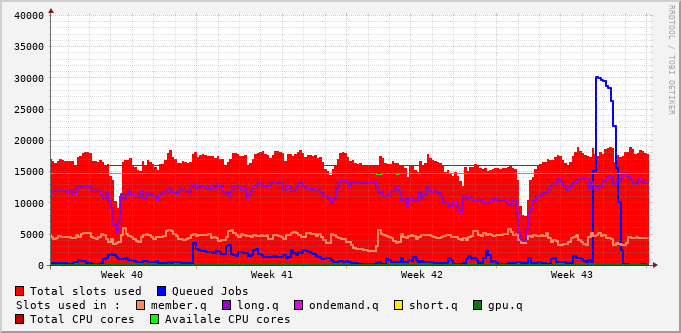 40000
35000
30000
25000
20000
15000
10000
5000
0
Week 40 Week 41 Week 42 Week 43
RRDTOOL / TOBI OETIKER
Total slots used Queued Jobs
Slots used in : member.q long.q ondemand.q short.q gpu.q
Total CPU cores Availale CPU cores